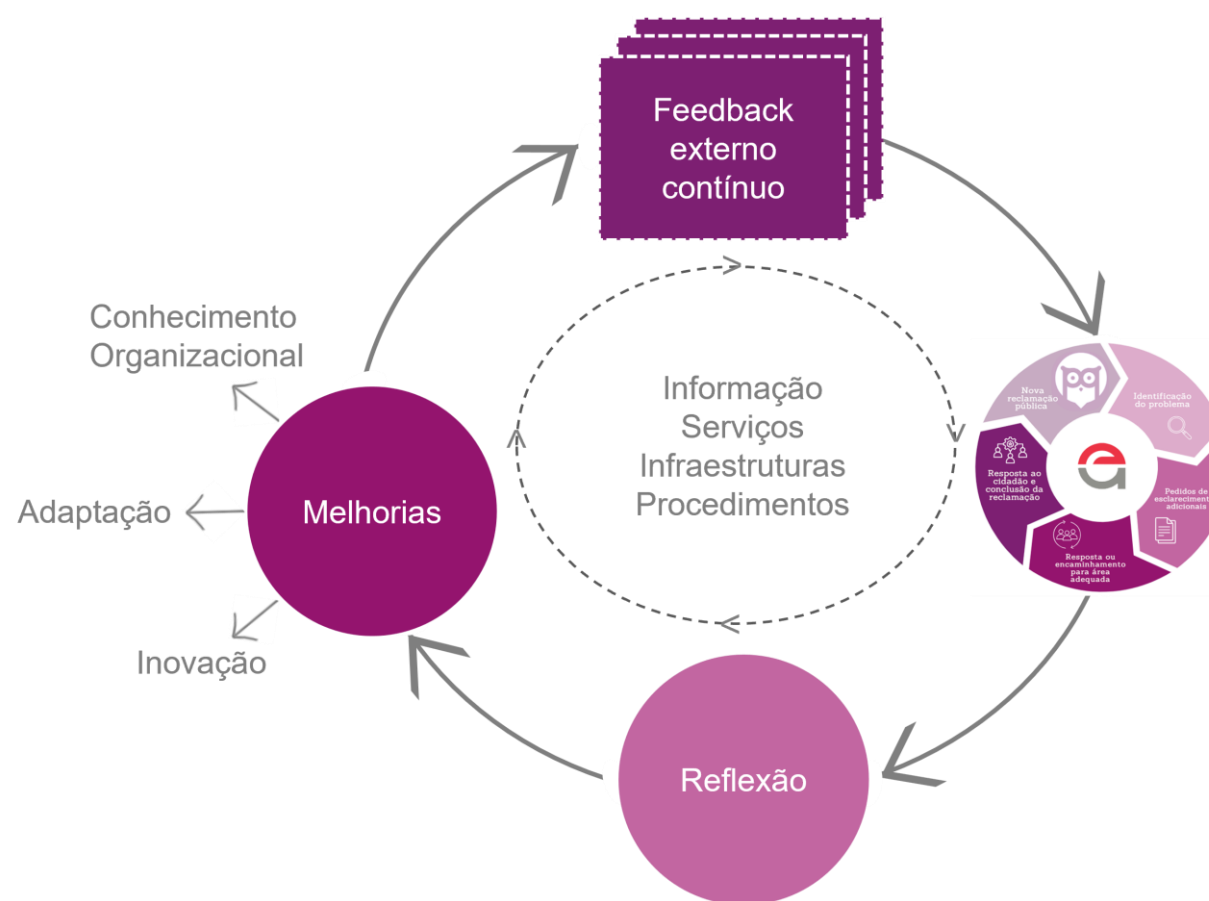 Feedback
externo
contínuo
Nova
reclamação
pública
Identificação
do problema
Pedidos de
esclarecimento
adicionais
Resposta ou
encaminhamento
para área
adequada
Resposta ao
cidadão e
conclusão da
reclamação
Reflexão
Melhorias
Conhecimento
Organizacional
Adaptação
Inovação
Informação
Serviços
Infraestruturas
Procedimentos